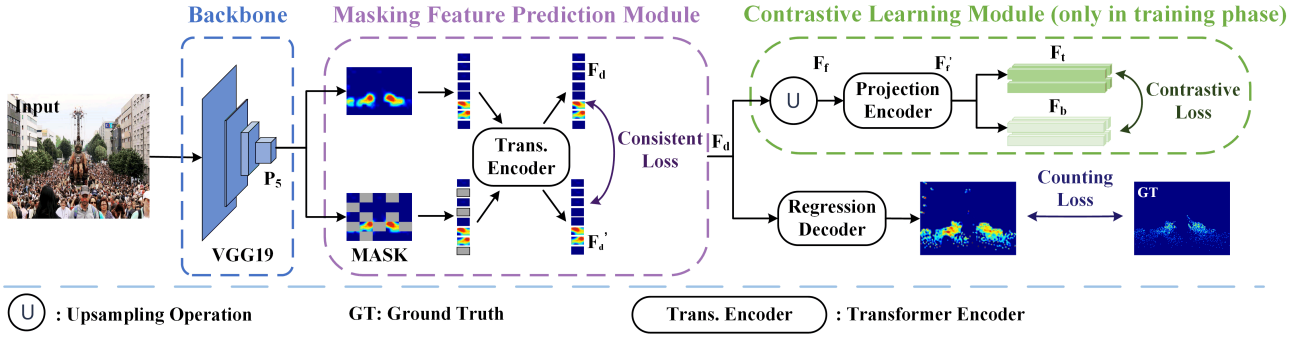 Backbone
Masking Feature Prediction Module
Contrastive Learning Module (only in training phase)
Input
P5
VGG19
MASK
Trans.
Encoder
Fd
Fd'
Consistent
Loss
Fd
U
Ff
Projection
Encoder
Ff'
Ft
Fb
Contrastive
Loss
Regression
Decoder
Counting
Loss
GT
U : Upsampling Operation
GT: Ground Truth
Trans. Encoder : Transformer Encoder